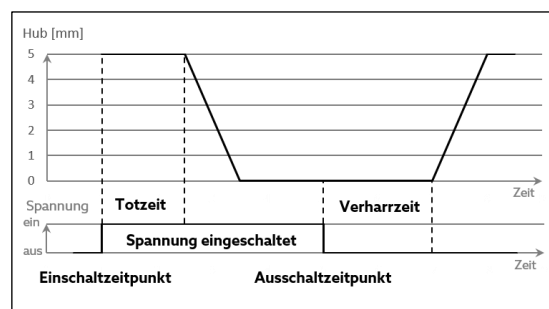 Hub [mm]
5
4
3
2
1
0
Zeit
Spannung
Totzeit
Verharrzeit
ein
Spannung eingeschaltet
aus
Zeit
Einschaltzeitpunkt
Ausschaltzeitpunkt